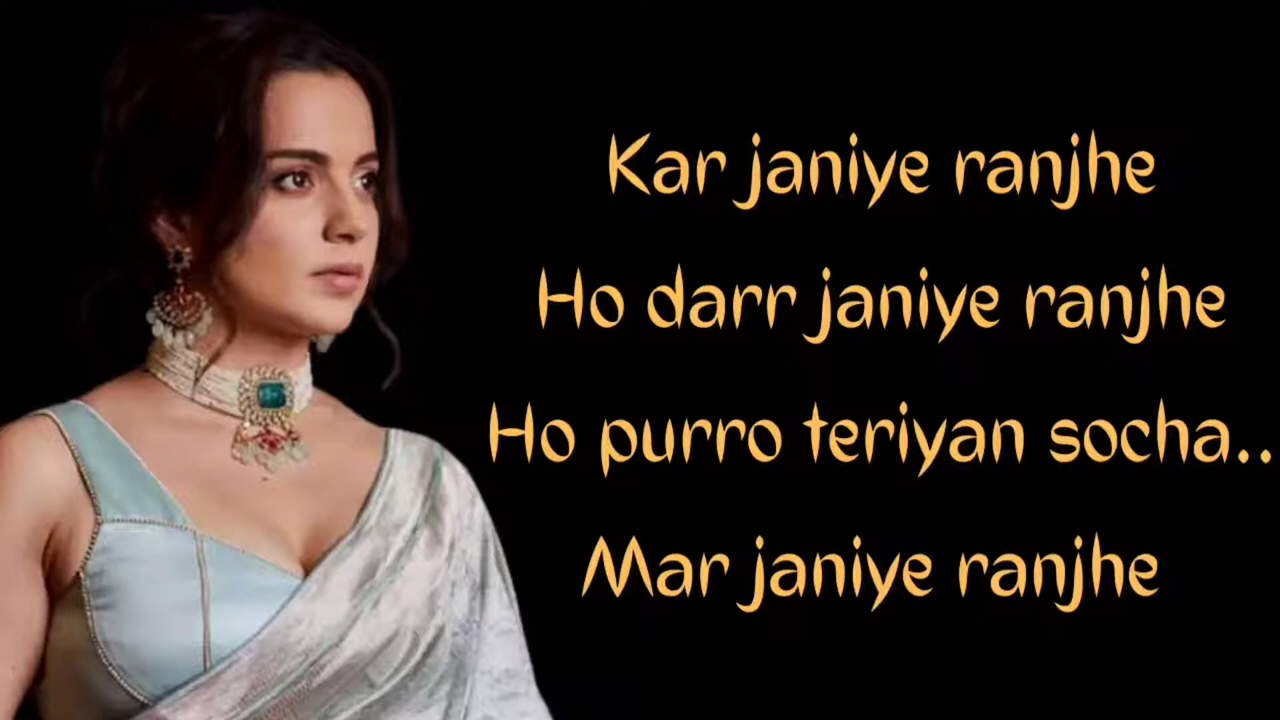 Kar janiye ranjhe
Ho darr janiye ranjhe
Ho purro teriyan socha..
Mar janiye ranjhe